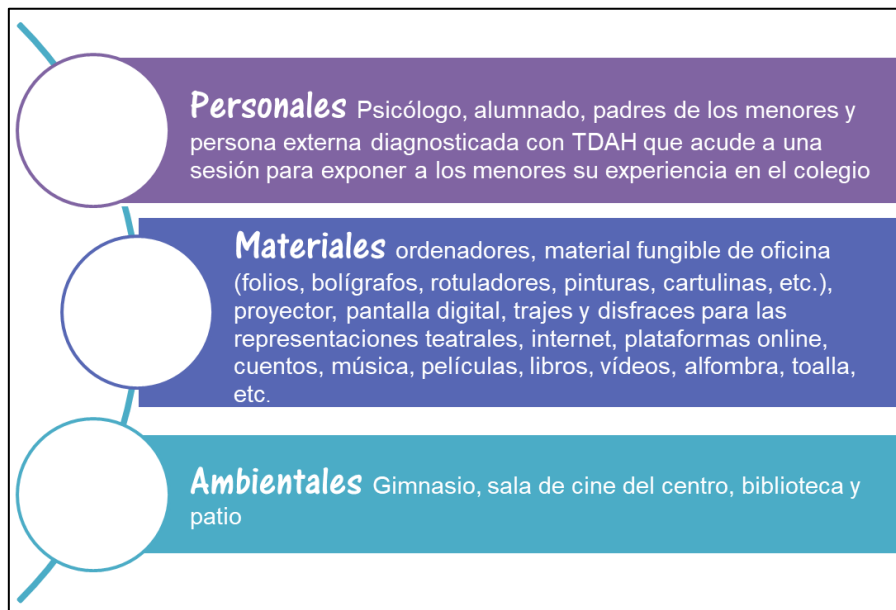 Personales Psicólogo, alumnado, padres de los menores y
persona externa diagnosticada con TDAH que acude a una
sesión para exponer a los menores su experiencia en el colegio
Materiales ordenadores, material fungible de oficina
(folios, bolígrafos, rotuladores, pinturas, cartulinas, etc.),
proyector, pantalla digital, trajes y disfraces para las
representaciones teatrales, internet, plataformas online,
cuentos, música, películas, libros, vídeos, alfombra, toalla,
etc.
Ambientales Gimnasio, sala de cine del centro, biblioteca y
patio